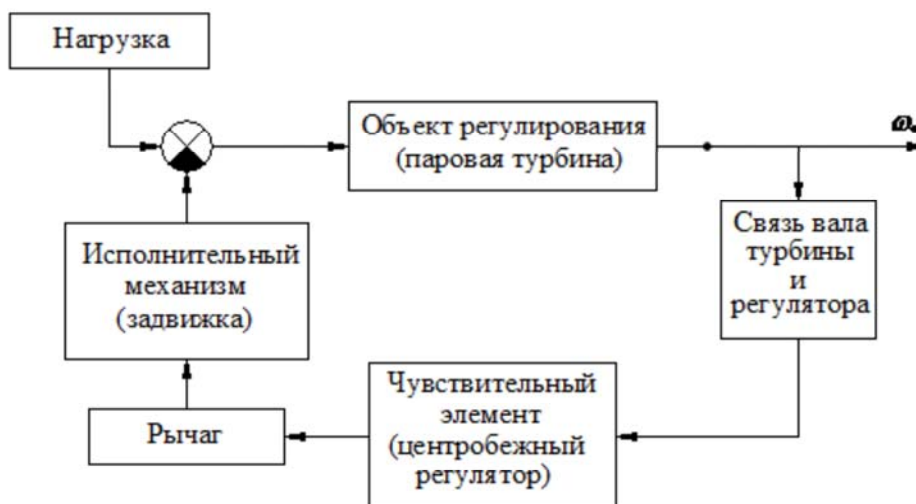 Нагрузка
Объект регулирования
(паровая турбина)
Связь вала
турбины
и
регулятора
Исполнительный
механизм
(задвижка)
Чувствительный
элемент
(центробежный
регулятор)
Рычаг